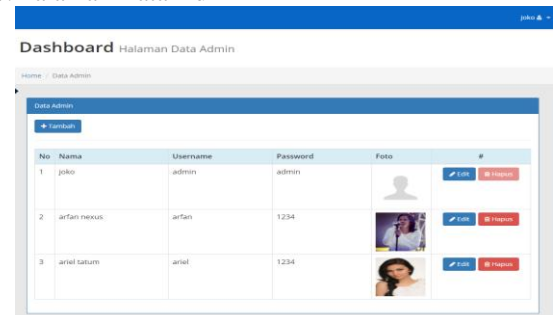 joko
Dashboard Halaman Data Admin
Home / Data Admin
Data Admin
+ Tambah
No Nama Username Password Foto #
1 joko admin admin Edit Hapus
2 arfan nexus arfan 1234 Edit Hapus
3 ariel tatum ariel 1234 Edit Hapus